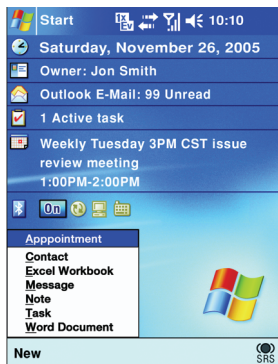 Start 1x Ev 10:10
Saturday, November 26, 2005
Owner: Jon Smith
Outlook E-Mail: 99 Unread
1 Active task
Weekly Tuesday 3PM CST issue
review meeting
1:00PM-2:00PM
On
Apppointment
Contact
Excel Workbook
Message
Note
Task
Word Document
New SRS